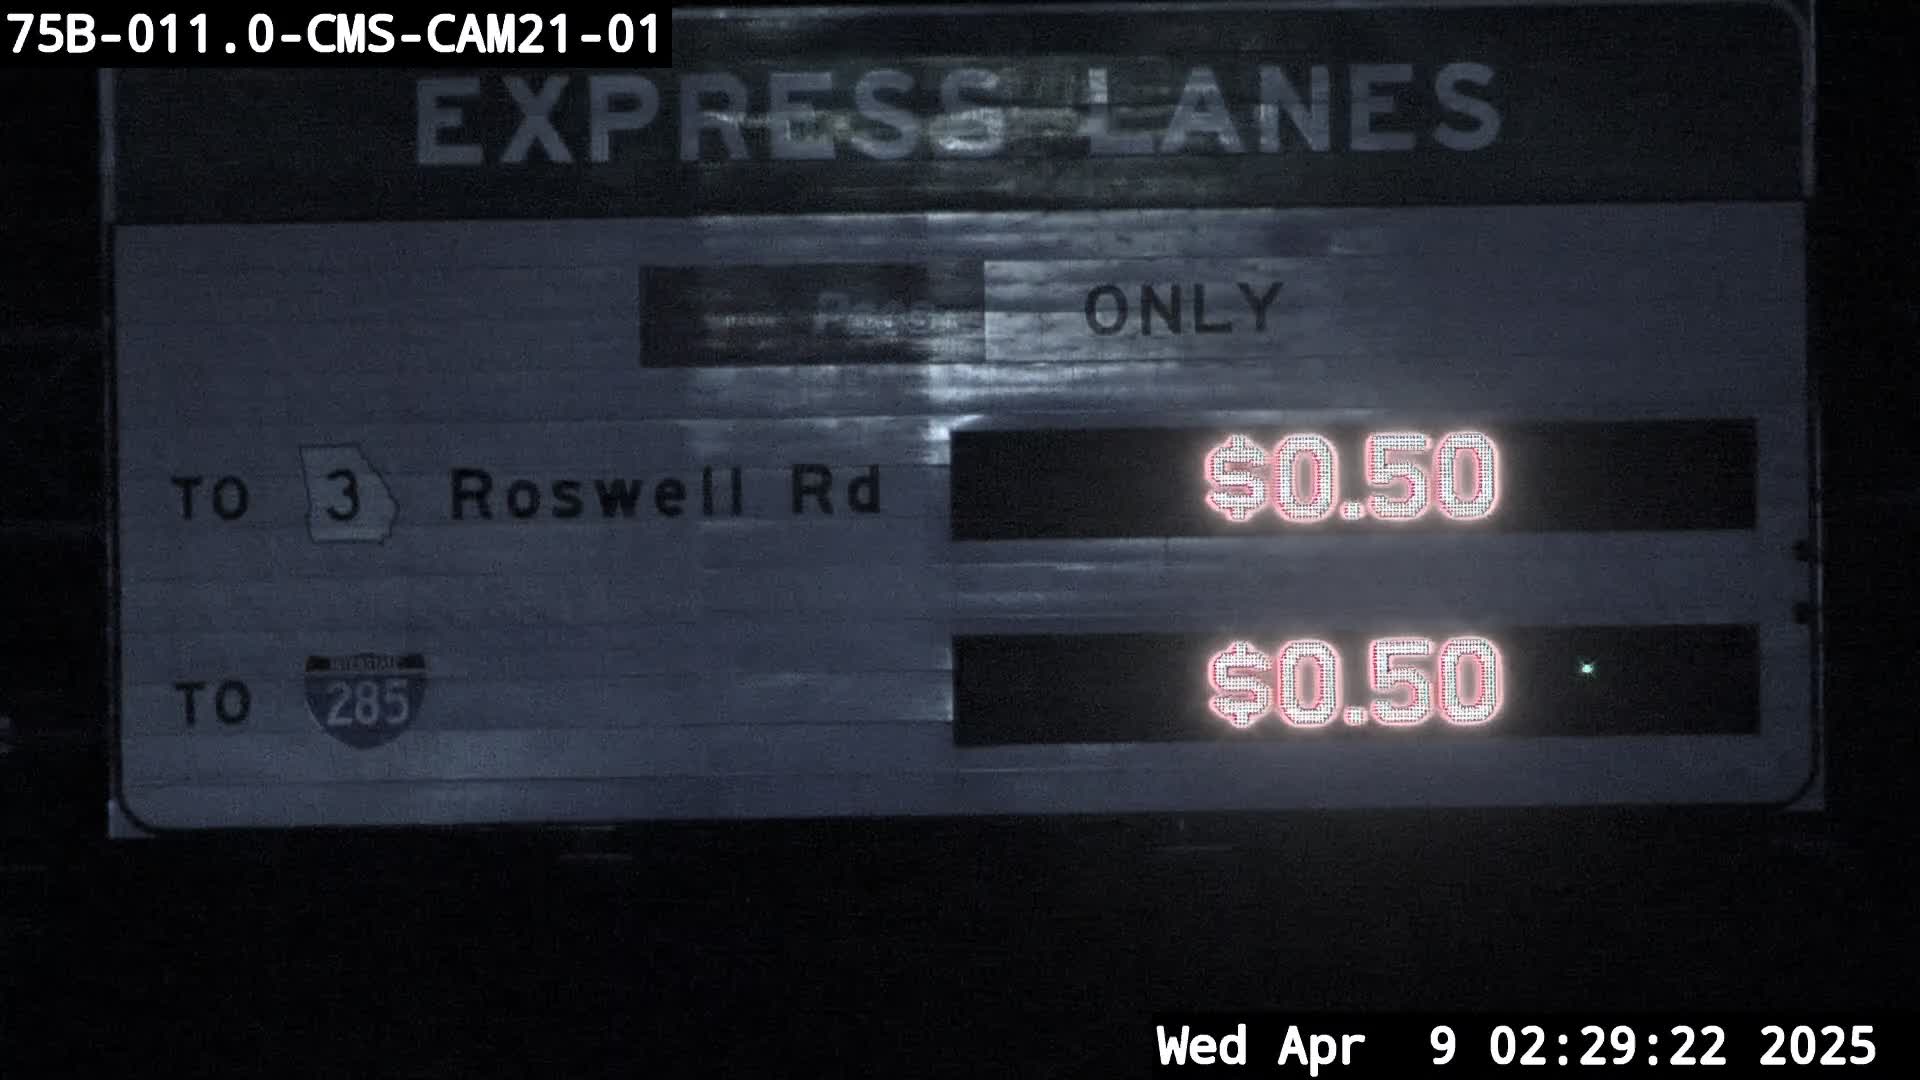 75B-011.0-CMS-CAM21-01
EXPRESS LANES
ONLY
TO 3 Roswell Rd $0.50
TO INTERSTATE 285 $0.50
Wed Apr 9 02:29:22 2025